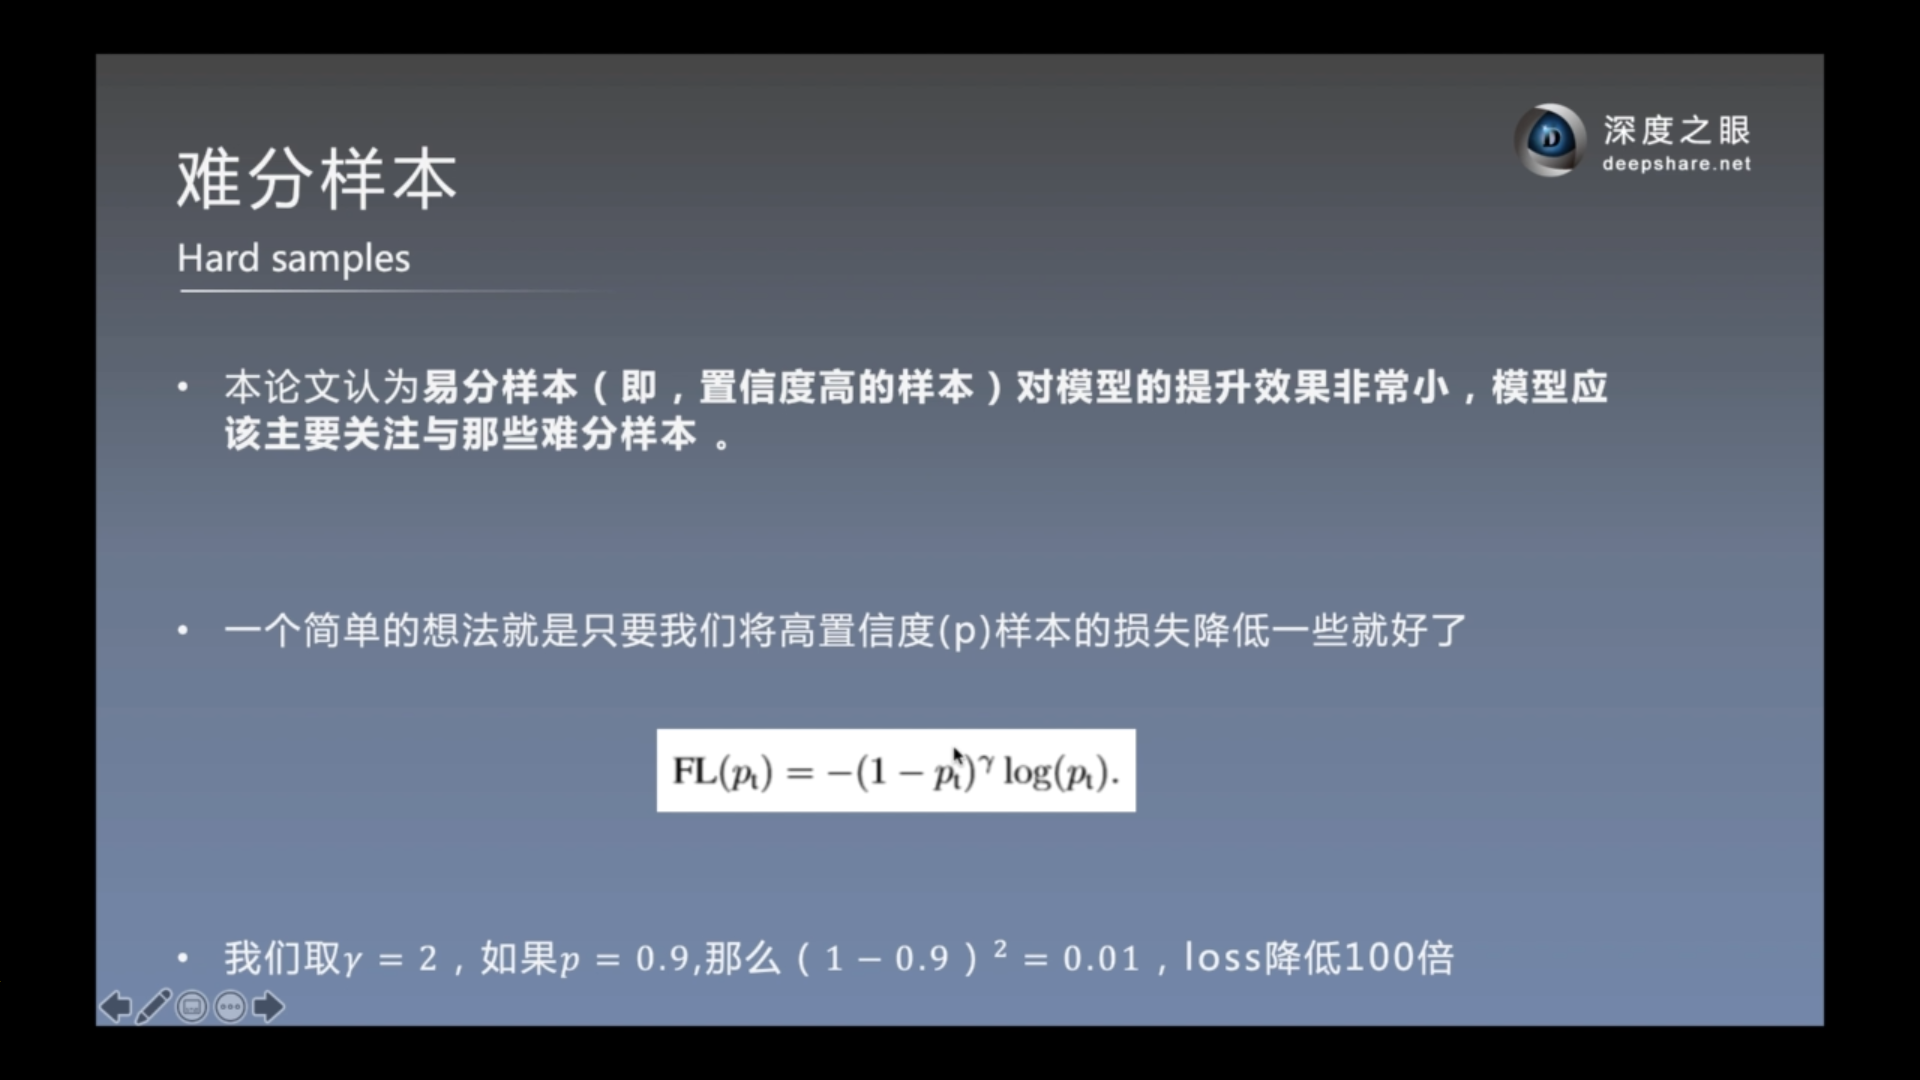 深度之眼
deepshare.net
难分样本
Hard samples
• 本论文认为易分样本（即，置信度高的样本）对模型的提升效果非常小，模型应
该主要关注与那些难分样本 。
• 一个简单的想法就是只要我们将高置信度(p)样本的损失降低一些就好了
FL(pₜ) = −(1 − pₜ)^γ log(pₜ).
• 我们取γ = 2，如果p = 0.9,那么（1 − 0.9）² = 0.01，loss降低100倍